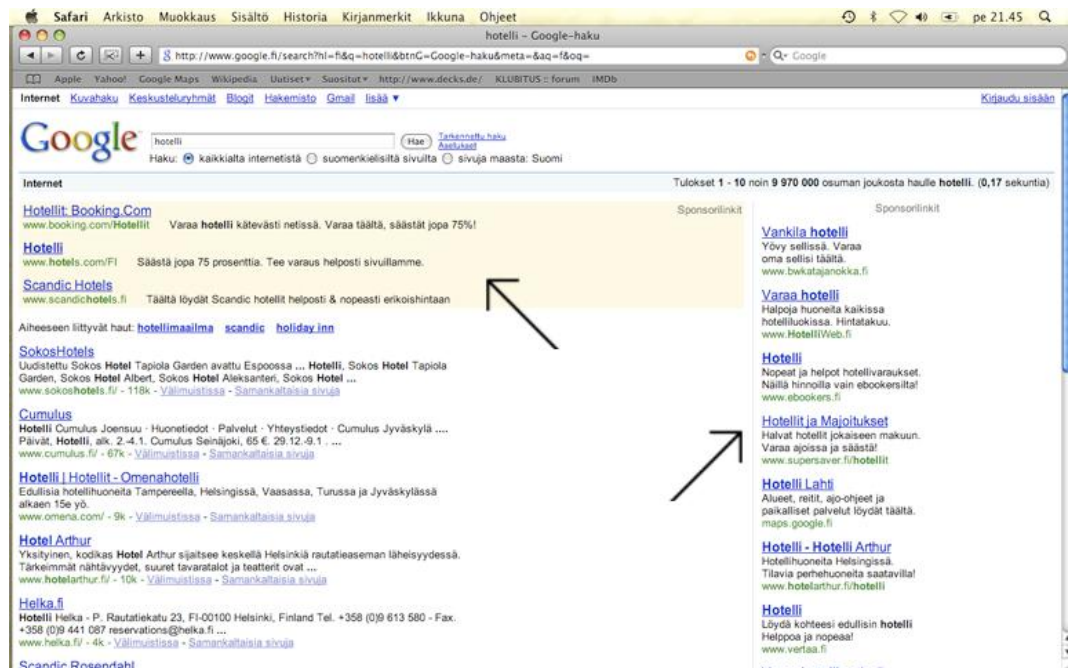 Safari Arkisto Muokkaus Sisältö Historia Kirjanmerkit Ikkuna Ohjeet pe 21.45
hotelli – Google-haku
http://www.google.fi/search?hl=fi&q=hotelli&btnG=Google-haku&meta=&aq=f&oq=
Google
Apple Yahoo! Google Maps Wikipedia Uutiset Suositut http://www.decks.de/ KLUBITUS :: forum IMDb
Internet Kuvahaku Keskusteluryhmät Blogit Hakemisto Gmail lisää ▼ Kirjaudu sisään
Google
hotelli Hae Tarkennettu haku
Asetukset
Haku: kaikkialta internetistä suomenkielisiltä sivuilta sivuja maasta: Suomi
Internet Tulokset 1 - 10 noin 9 970 000 osuman joukosta haulle hotelli. (0,17 sekuntia)
Hotellit: Booking.Com Sponsorilinkit
www.booking.com/Hotellit Varaa hotelli kätevästi netissä. Varaa täältä, säästät jopa 75%!
Hotelli
www.hotels.com/FI Säästä jopa 75 prosenttia. Tee varaus helposti sivuillamme.
Scandic Hotels
www.scandichotels.fi Täältä löydät Scandic hotellit helposti & nopeasti erikoishintaan
Aiheeseen liittyvät haut: hotellimaailma scandic holiday inn
SokosHotels
Uudistettu Sokos Hotel Tapiola Garden avattu Espoossa ... Hotelli, Sokos Hotel Tapiola
Garden, Sokos Hotel Albert, Sokos Hotel Aleksanteri, Sokos Hotel ...
www.sokoshotels.fi/ - 118k - Välimuistissa - Samankaltaisia sivuja
Cumulus
Hotelli Cumulus Joensuu · Huonetiedot · Palvelut · Yhteystiedot · Cumulus Jyväskylä ....
Päivät, Hotelli, alk. 2.-4.1. Cumulus Seinäjoki, 65 €. 29.12.-9.1 . ...
www.cumulus.fi/ - 67k - Välimuistissa - Samankaltaisia sivuja
Hotelli | Hotellit - Omenahotelli
Edullisia hotellihuoneita Tampereella, Helsingissä, Vaasassa, Turussa ja Jyväskylässä
alkaen 15e yö.
www.omena.com/ - 9k - Välimuistissa - Samankaltaisia sivuja
Hotel Arthur
Yksityinen, kodikas Hotel Arthur sijaitsee keskellä Helsinkiä rautatieaseman läheisyydessä.
Tärkeimmät nähtävyydet, suuret tavaratalot ja teatterit ovat ...
www.hotelarthur.fi/ - 10k - Välimuistissa - Samankaltaisia sivuja
Helka.fi
Hotelli Helka - P. Rautatiekatu 23, FI-00100 Helsinki, Finland Tel. +358 (0)9 613 580 - Fax.
+358 (0)9 441 087 reservations@helka.fi ...
www.helka.fi/ - 4k - Välimuistissa - Samankaltaisia sivuja
Scandic Rosendahl
Sponsorilinkit
Vankila hotelli
Yövy sellissä. Varaa
oma sellisi täältä.
www.bwkatajanokka.fi
Varaa hotelli
Halpoja huoneita kaikissa
hotelliluokissa. Hintatakuu.
www.HotelliWeb.fi
Hotelli
Nopeat ja helpot hotellivaraukset.
Näillä hinnoilla vain ebookersilta!
www.ebookers.fi
Hotellit ja Majoitukset
Halvat hotellit jokaiseen makuun.
Varaa ajoissa ja säästä!
www.supersaver.fi/hotellit
Hotelli Lahti
Alueet, reitit, ajo-ohjeet ja
paikalliset palvelut löydät täältä.
maps.google.fi
Hotelli - Hotelli Arthur
Hotellihuoneita Helsingissä.
Tilavia perhehuoneita saatavilla!
www.hotelarthur.fi/hotelli
Hotelli
Löydä kohteesi edullisin hotelli
Helppoa ja nopeaa!
www.vertaa.fi